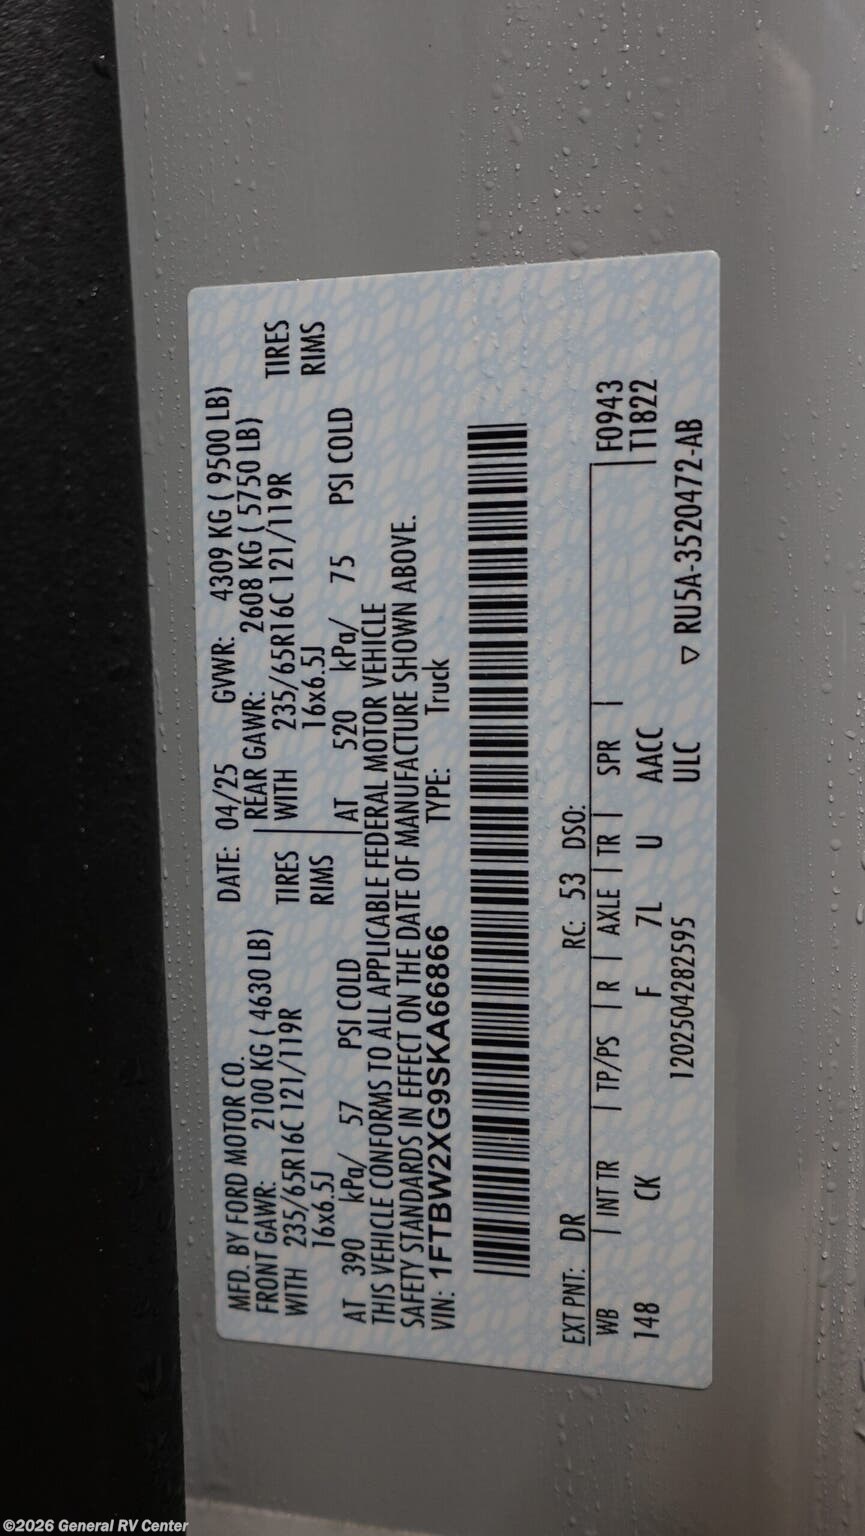 MFD. BY FORD MOTOR CO.
DATE: 04/25 GVWR: 4309 KG ( 9500 LB)
FRONT GAWR: 2100 KG ( 4630 LB)
REAR GAWR: 2608 KG ( 5750 LB)
WITH 235/65R16C 121/119R TIRES
WITH 235/65R16C 121/119R TIRES
16x6.5J RIMS
16x6.5J RIMS
AT 390 kPa/ 57 PSI COLD
AT 520 kPa/ 75 PSI COLD
THIS VEHICLE CONFORMS TO ALL APPLICABLE FEDERAL MOTOR VEHICLE
SAFETY STANDARDS IN EFFECT ON THE DATE OF MANUFACTURE SHOWN ABOVE.
VIN: 1FTBW2XG9SKA66866 TYPE: Truck
EXT PNT: DR RC: 53 DSO:
WB | INT TR | TP/PS | R | AXLE | TR | SPR | F0943
148 CK F 7L U AACC T1822
1202504282595 ULC
▽ RU5A-3520472-AB
©2026 General RV Center